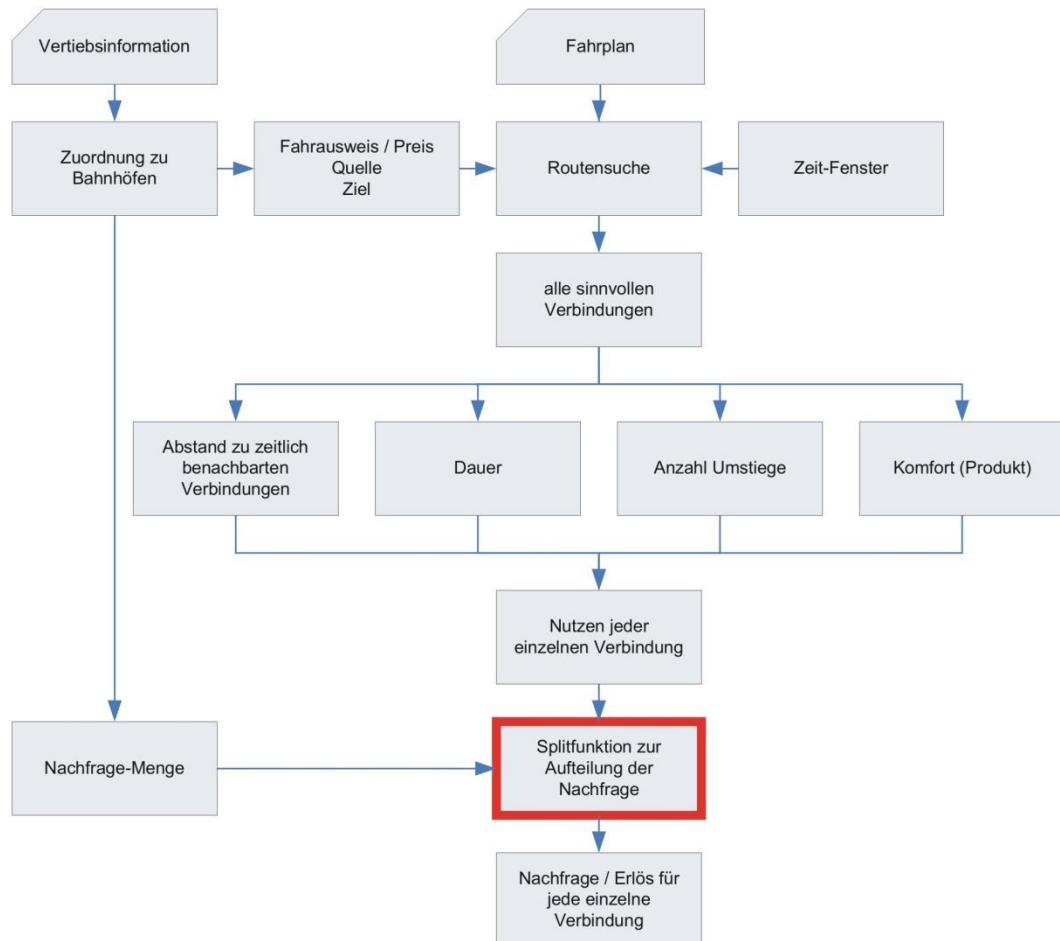 Vertiebsinformation
Fahrplan
Zuordnung zu
Bahnhöfen
Fahrausweis / Preis
Quelle
Ziel
Routensuche
Zeit-Fenster
alle sinnvollen
Verbindungen
Abstand zu zeitlich
benachbarten
Verbindungen
Dauer
Anzahl Umstiege
Komfort (Produkt)
Nutzen jeder
einzelnen Verbindung
Nachfrage-Menge
Splitfunktion zur
Aufteilung der
Nachfrage
Nachfrage / Erlös für
jede einzelne
Verbindung